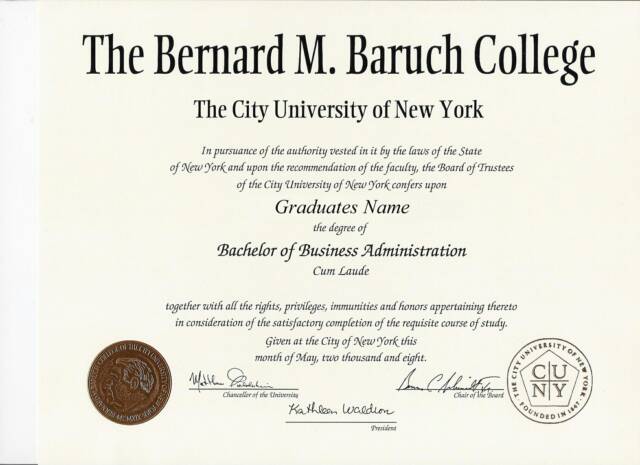 The Bernard M. Baruch College
The City University of New York
In pursuance of the authority vested in it by the laws of the State
of New York and upon the recommendation of the faculty, the Board of Trustees
of the City University of New York confers upon
Graduates Name
the degree of
Bachelor of Business Administration
Cum Laude
together with all the rights, privileges, immunities and honors appertaining thereto
in consideration of the satisfactory completion of the requisite course of study.
Given at the City of New York this
month of May, two thousand and eight.
Chancellor of the University
Chair of the Board
Kathleen Waldron
President
THE CITY UNIVERSITY OF NEW YORK
CU
NY
FOUNDED IN 1847